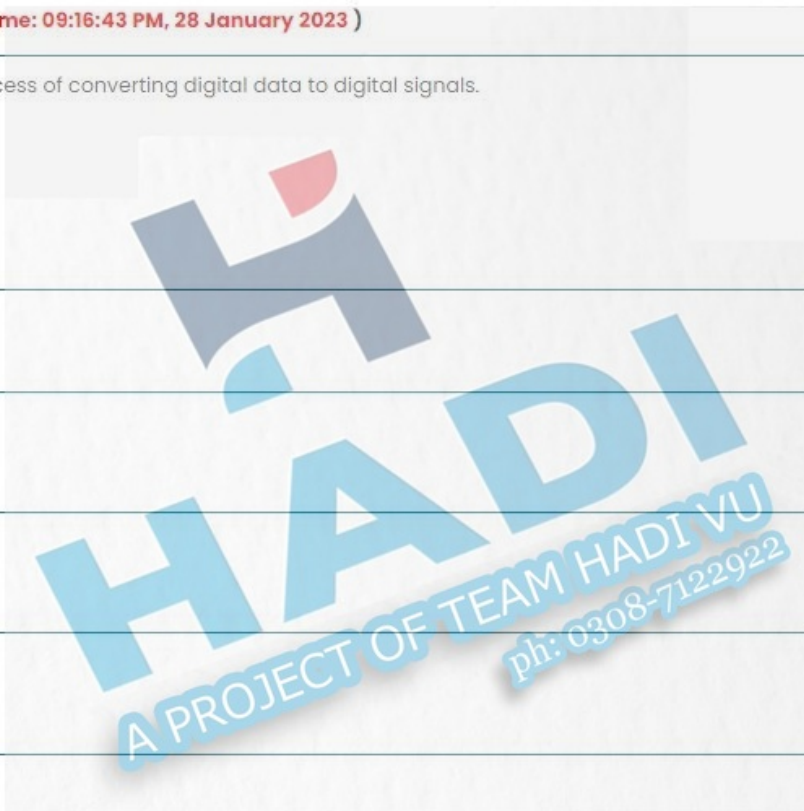 me: 09:16:43 PM, 28 January 2023 )
cess of converting digital data to digital signals.
HADI
A PROJECT OF TEAM HADI VU
ph: 0308-7122922